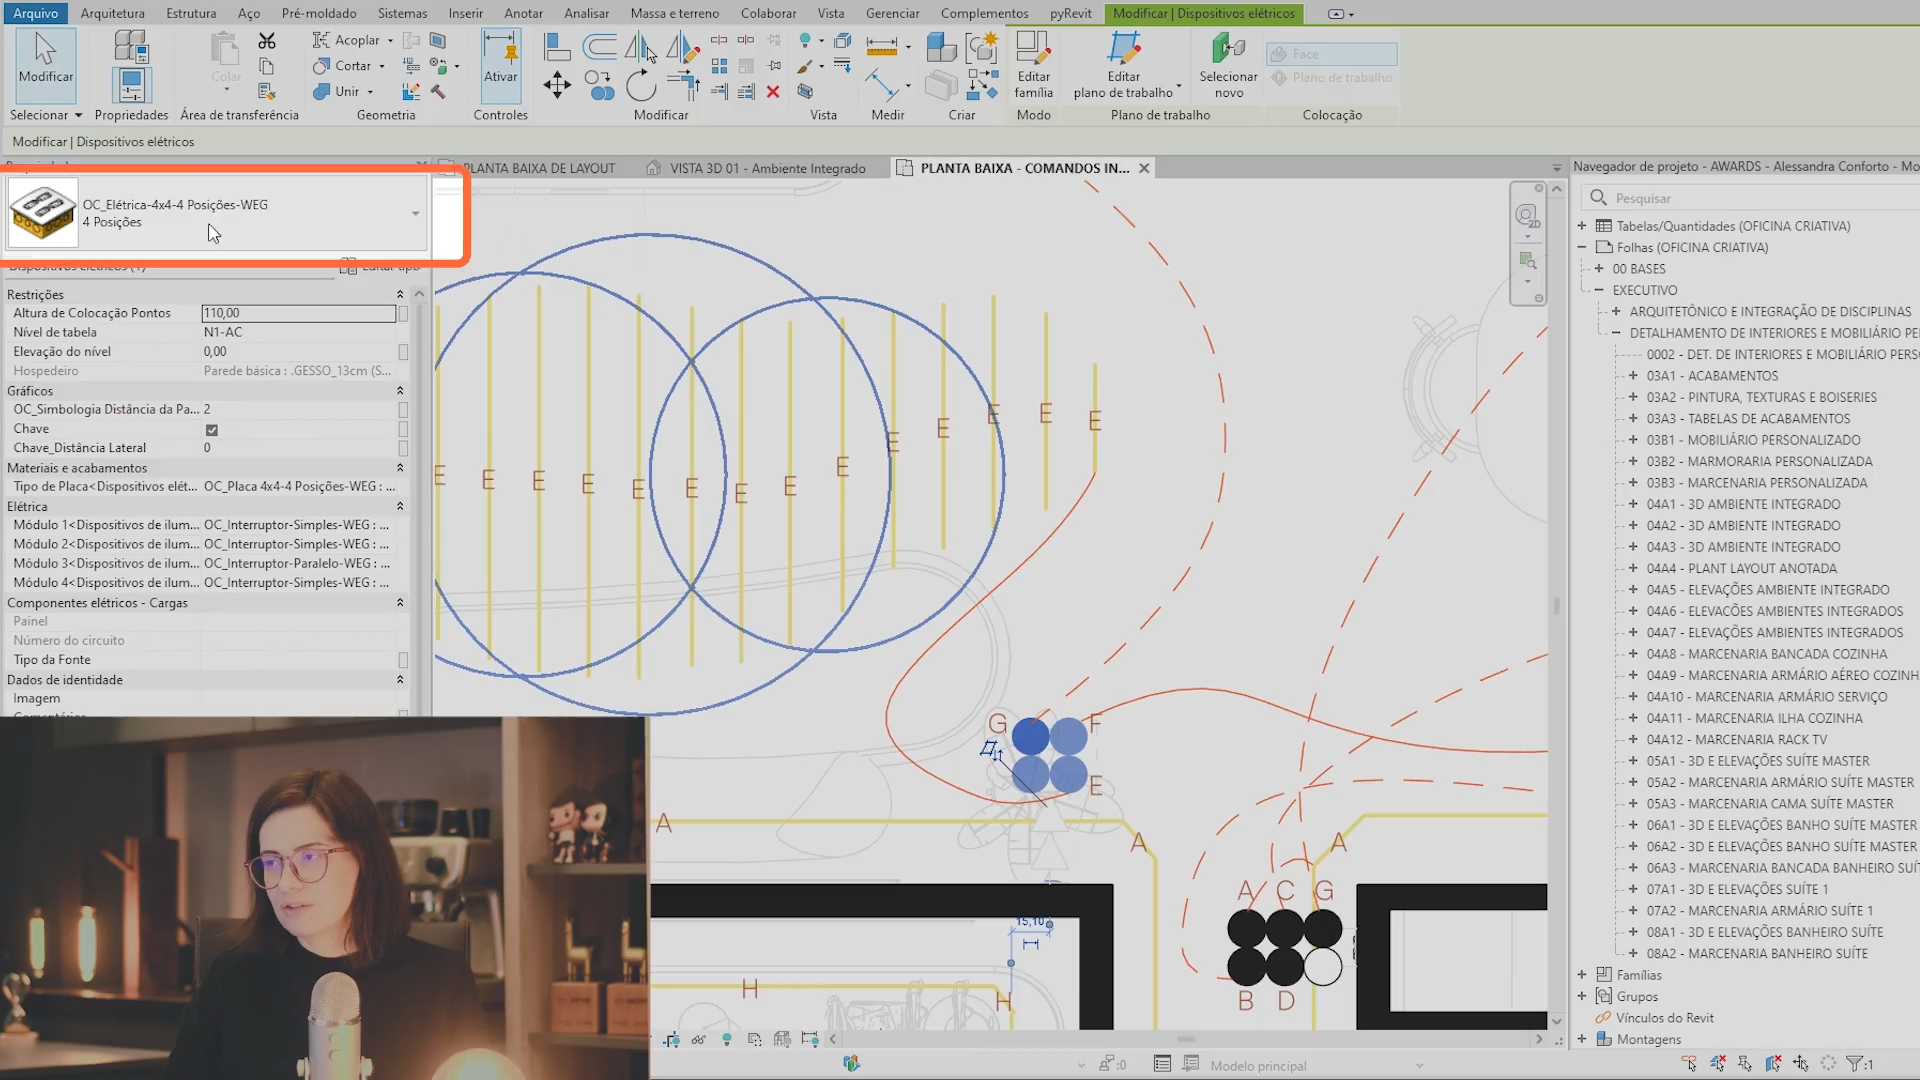 Arquivo Arquitetura Estrutura Aço Pré-moldado Sistemas Inserir Anotar Analisar Massa e terreno Colaborar Vista Gerenciar Complementos pyRevit Modificar | Dispositivos elétricos
Modificar
Selecionar
Propriedades
Colar
Área de transferência
Acoplar
Cortar
Unir
Geometria
Ativar
Controles
Modificar
Vista
Medir
Criar
Editar família
Modo
Editar plano de trabalho
Selecionar novo
Plano de trabalho
Face
Plano de trabalho
Colocação
Modificar | Dispositivos elétricos
PLANTA BAIXA DE LAYOUT
VISTA 3D 01 - Ambiente Integrado
PLANTA BAIXA - COMANDOS IN...
OC_Elétrica-4x4-4 Posições-WEG
4 Posições
Restrições
Altura de Colocação Pontos 110,00
Nível de tabela N1-AC
Elevação do nível 0,00
Hospedeiro Parede básica : .GESSO_13cm (S...
Gráficos
OC_Simbologia Distância da Pa... 2
Chave
Chave_Distância Lateral 0
Materiais e acabamentos
Tipo de Placa<Dispositivos elét... OC_Placa 4x4-4 Posições-WEG : ...
Elétrica
Módulo 1<Dispositivos de ilum... OC_Interruptor-Simples-WEG : ...
Módulo 2<Dispositivos de ilum... OC_Interruptor-Simples-WEG : ...
Módulo 3<Dispositivos de ilum... OC_Interruptor-Paralelo-WEG : ...
Módulo 4<Dispositivos de ilum... OC_Interruptor-Simples-WEG : ...
Componentes elétricos - Cargas
Painel
Número do circuito
Tipo da Fonte
Dados de identidade
Imagem
E E E E E E E E E E E E E E
G F
E
A A A
A C G
B D
H H
15,10
Modelo principal
:0
:1
Navegador de projeto - AWARDS - Alessandra Conforto - Mo
Pesquisar
Tabelas/Quantidades (OFICINA CRIATIVA)
Folhas (OFICINA CRIATIVA)
00 BASES
EXECUTIVO
ARQUITETÔNICO E INTEGRAÇÃO DE DISCIPLINAS
DETALHAMENTO DE INTERIORES E MOBILIÁRIO PE
0002 - DET. DE INTERIORES E MOBILIÁRIO PERSO
03A1 - ACABAMENTOS
03A2 - PINTURA, TEXTURAS E BOISERIES
03A3 - TABELAS DE ACABAMENTOS
03B1 - MOBILIÁRIO PERSONALIZADO
03B2 - MARMORARIA PERSONALIZADA
03B3 - MARCENARIA PERSONALIZADA
04A1 - 3D AMBIENTE INTEGRADO
04A2 - 3D AMBIENTE INTEGRADO
04A3 - 3D AMBIENTE INTEGRADO
04A4 - PLANT LAYOUT ANOTADA
04A5 - ELEVAÇÕES AMBIENTE INTEGRADO
04A6 - ELEVAÇÕES AMBIENTES INTEGRADOS
04A7 - ELEVAÇÕES AMBIENTES INTEGRADOS
04A8 - MARCENARIA BANCADA COZINHA
04A9 - MARCENARIA ARMÁRIO AÉREO COZINH
04A10 - MARCENARIA ARMÁRIO SERVIÇO
04A11 - MARCENARIA ILHA COZINHA
04A12 - MARCENARIA RACK TV
05A1 - 3D E ELEVAÇÕES SUÍTE MASTER
05A2 - MARCENARIA ARMÁRIO SUÍTE MASTER
05A3 - MARCENARIA CAMA SUÍTE MASTER
06A1 - 3D E ELEVAÇÕES BANHO SUÍTE MASTER
06A2 - 3D E ELEVAÇÕES BANHO SUÍTE MASTER
06A3 - MARCENARIA BANCADA BANHEIRO SUÍT
07A1 - 3D E ELEVAÇÕES SUÍTE 1
07A2 - MARCENARIA ARMÁRIO SUÍTE 1
08A1 - 3D E ELEVAÇÕES BANHEIRO SUÍTE
08A2 - MARCENARIA BANHEIRO SUÍTE
Famílias
Grupos
Vínculos do Revit
Montagens